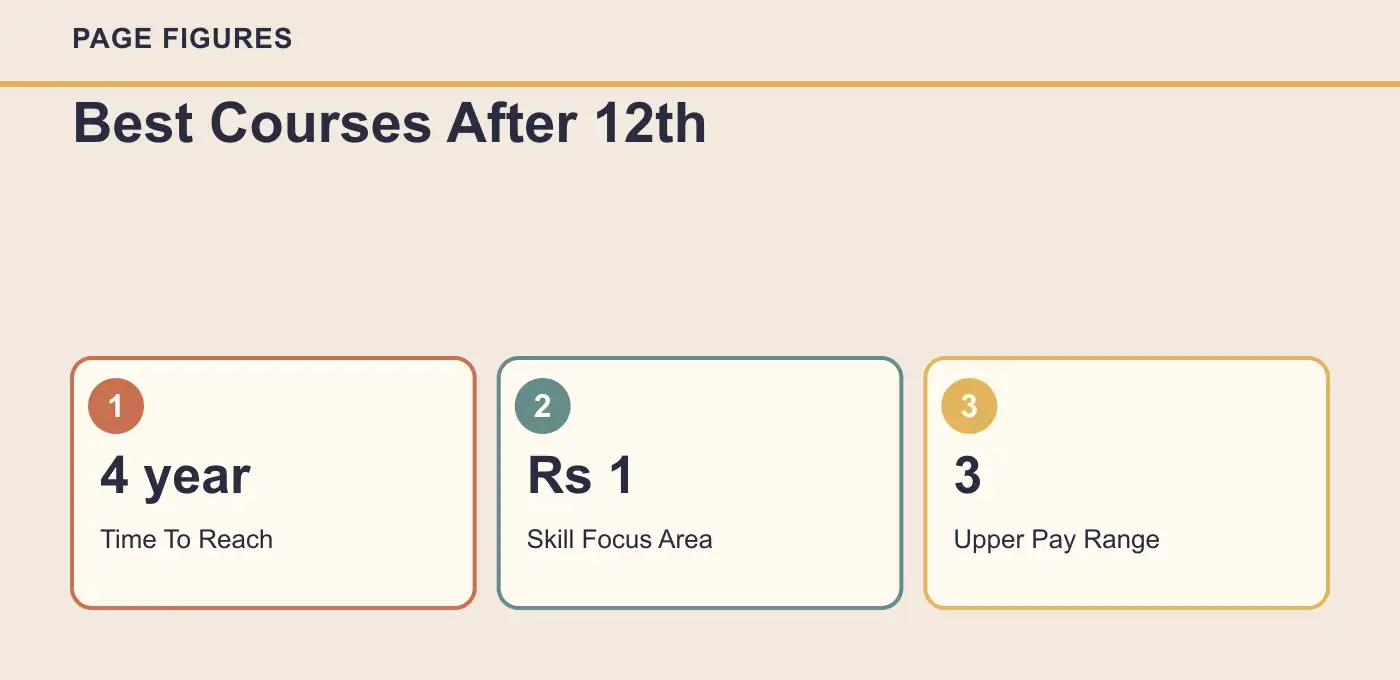 PAGE FIGURES
Best Courses After 12th
1
4 year
Time To Reach
2
Rs 1
Skill Focus Area
3
3
Upper Pay Range